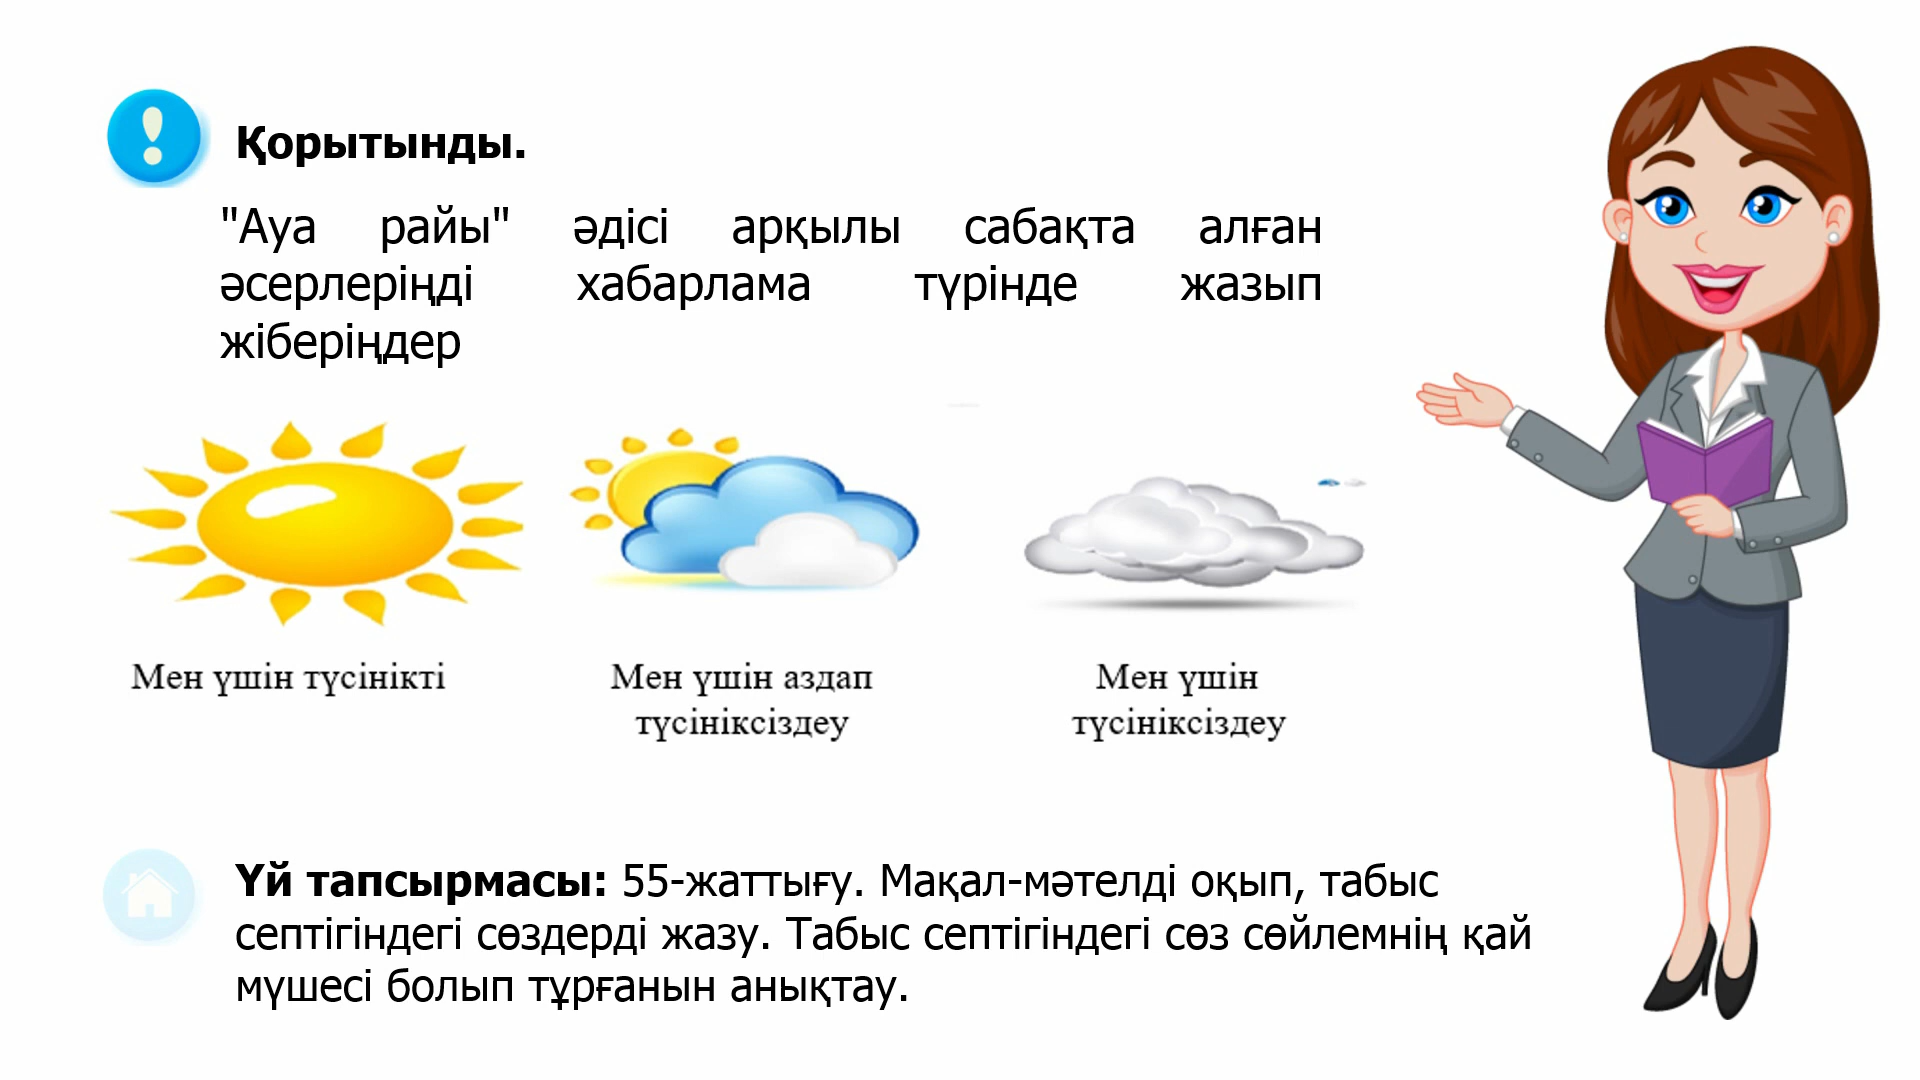 Қорытынды.
"Ауа райы" әдісі арқылы сабақта алған
әсерлеріңді хабарлама түрінде жазып
жіберіңдер
Мен үшін түсінікті
Мен үшін аздап
түсініксіздеу
Мен үшін
түсініксіздеу
Үй тапсырмасы: 55-жаттығу. Мақал-мәтелді оқып, табыс
септігіндегі сөздерді жазу. Табыс септігіндегі сөз сөйлемнің қай
мүшесі болып тұрғанын анықтау.